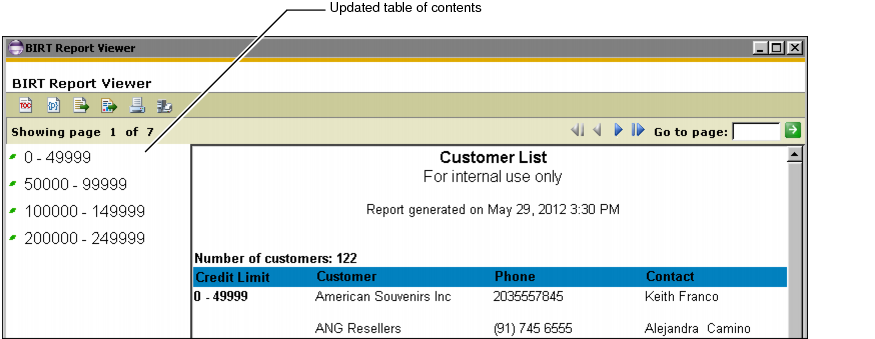 Updated table of contents
BIRT Report Viewer
BIRT Report Viewer
TOC
Showing page 1 of 7
Go to page:
0 - 49999
50000 - 99999
100000 - 149999
200000 - 249999
Customer List
For internal use only
Report generated on May 29, 2012 3:30 PM
Number of customers: 122
Credit Limit Customer Phone Contact
0 - 49999 American Souvenirs Inc 2035557845 Keith Franco
ANG Resellers (91) 745 6555 Alejandra Camino